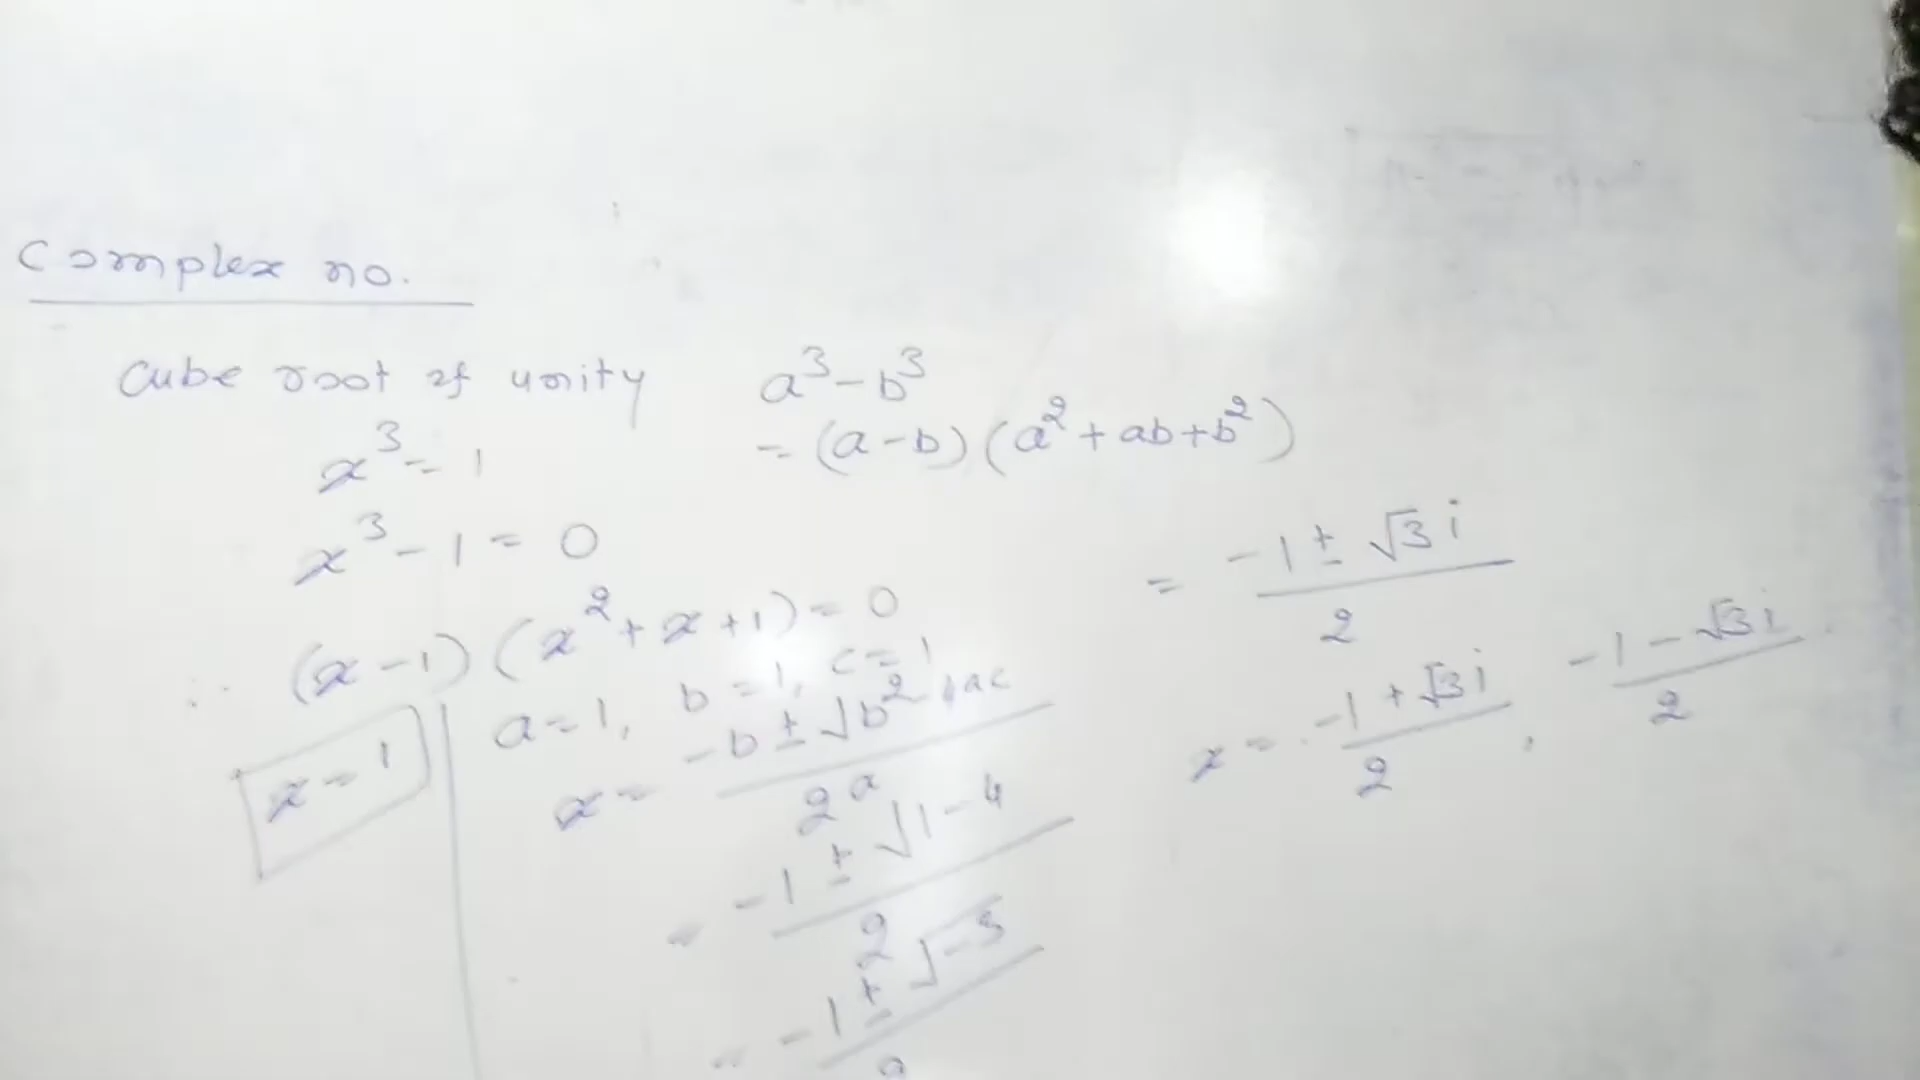 Complex no.
Cube root of unity
x³ = 1
x³ - 1 = 0
∴ (x-1)(x²+x+1) = 0
x = 1
a³-b³
= (a-b)(a²+ab+b²)
a=1, b=1, c=1
x = (-b ± √b² 4ac)/2a
= (-1 ± √1-4)/2
= (-1 ± √-3)/2
= (-1 ± √3 i)/2
x = (-1 + √3 i)/2, (-1 - √3 i)/2